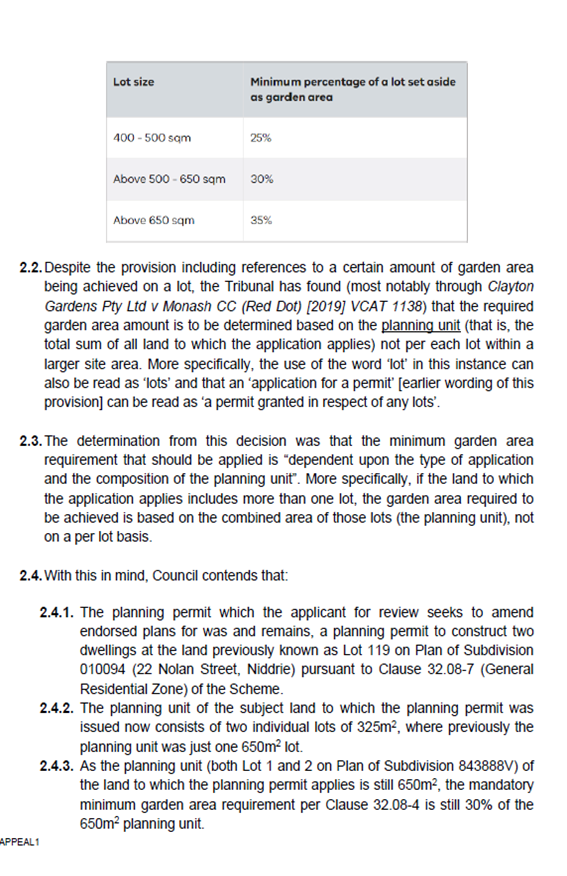 Lot size Minimum percentage of a lot set aside
as garden area
400 - 500 sqm 25%
Above 500 - 650 sqm 30%
Above 650 sqm 35%
2.2. Despite the provision including references to a certain amount of garden area
being achieved on a lot, the Tribunal has found (most notably through Clayton
Gardens Pty Ltd v Monash CC (Red Dot) [2019] VCAT 1138) that the required
garden area amount is to be determined based on the planning unit (that is, the
total sum of all land to which the application applies) not per each lot within a
larger site area. More specifically, the use of the word 'lot' in this instance can
also be read as 'lots' and that an 'application for a permit' [earlier wording of this
provision] can be read as 'a permit granted in respect of any lots'.
2.3. The determination from this decision was that the minimum garden area
requirement that should be applied is "dependent upon the type of application
and the composition of the planning unit". More specifically, if the land to which
the application applies includes more than one lot, the garden area required to
be achieved is based on the combined area of those lots (the planning unit), not
on a per lot basis.
2.4. With this in mind, Council contends that:
2.4.1. The planning permit which the applicant for review seeks to amend
endorsed plans for was and remains, a planning permit to construct two
dwellings at the land previously known as Lot 119 on Plan of Subdivision
010094 (22 Nolan Street, Niddrie) pursuant to Clause 32.08-7 (General
Residential Zone) of the Scheme.
2.4.2. The planning unit of the subject land to which the planning permit was
issued now consists of two individual lots of 325m², where previously the
planning unit was just one 650m² lot.
2.4.3. As the planning unit (both Lot 1 and 2 on Plan of Subdivision 843888V) of
the land to which the planning permit applies is still 650m², the mandatory
minimum garden area requirement per Clause 32.08-4 is still 30% of the
650m² planning unit.
APPEAL1